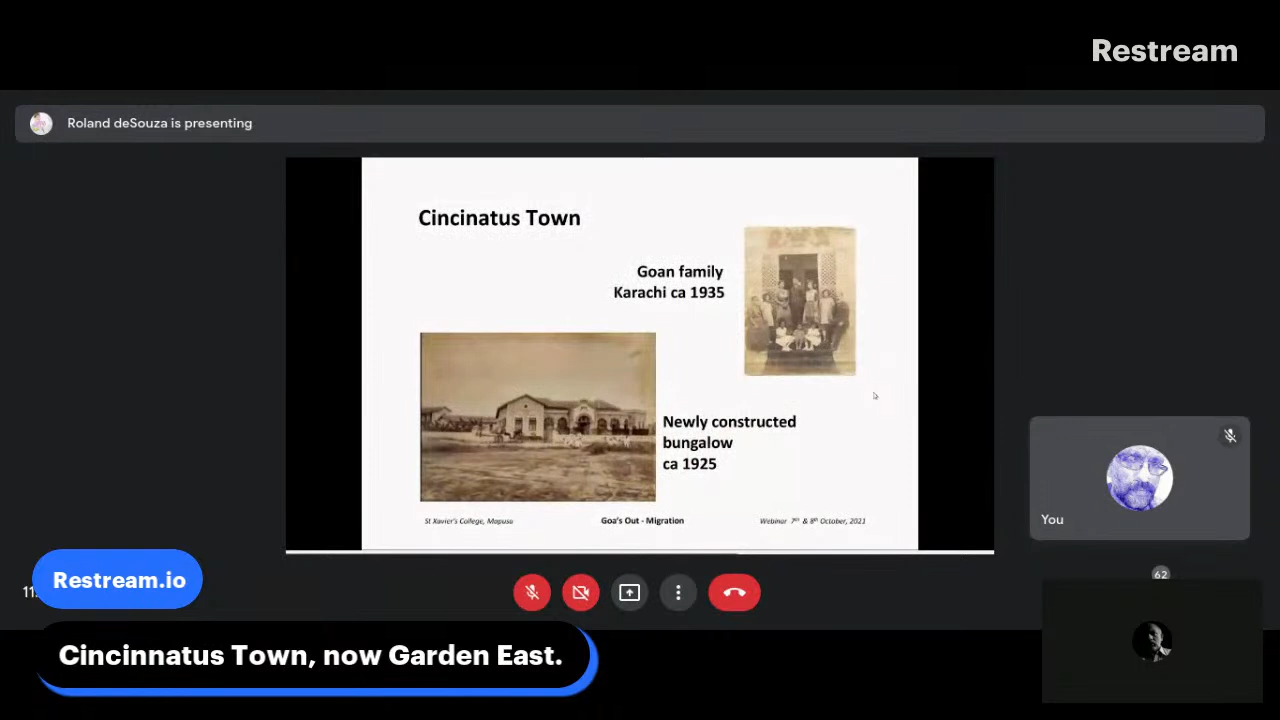 Restream
Roland deSouza is presenting
Cincinatus Town
Goan family
Karachi ca 1935
Newly constructed
bungalow
ca 1925
St Xavier's College, Mapusa
Goa's Out - Migration
Webinar 7th & 8th October, 2021
You
62
11
Restream.io
Cincinnatus Town, now Garden East.